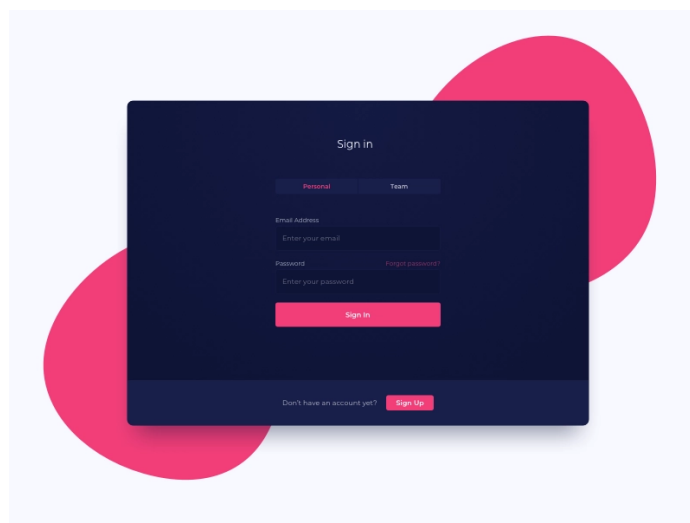 Sign in
Personal Team
Email Address
Enter your email
Password Forgot password?
Enter your password
Sign In
Don't have an account yet? Sign Up